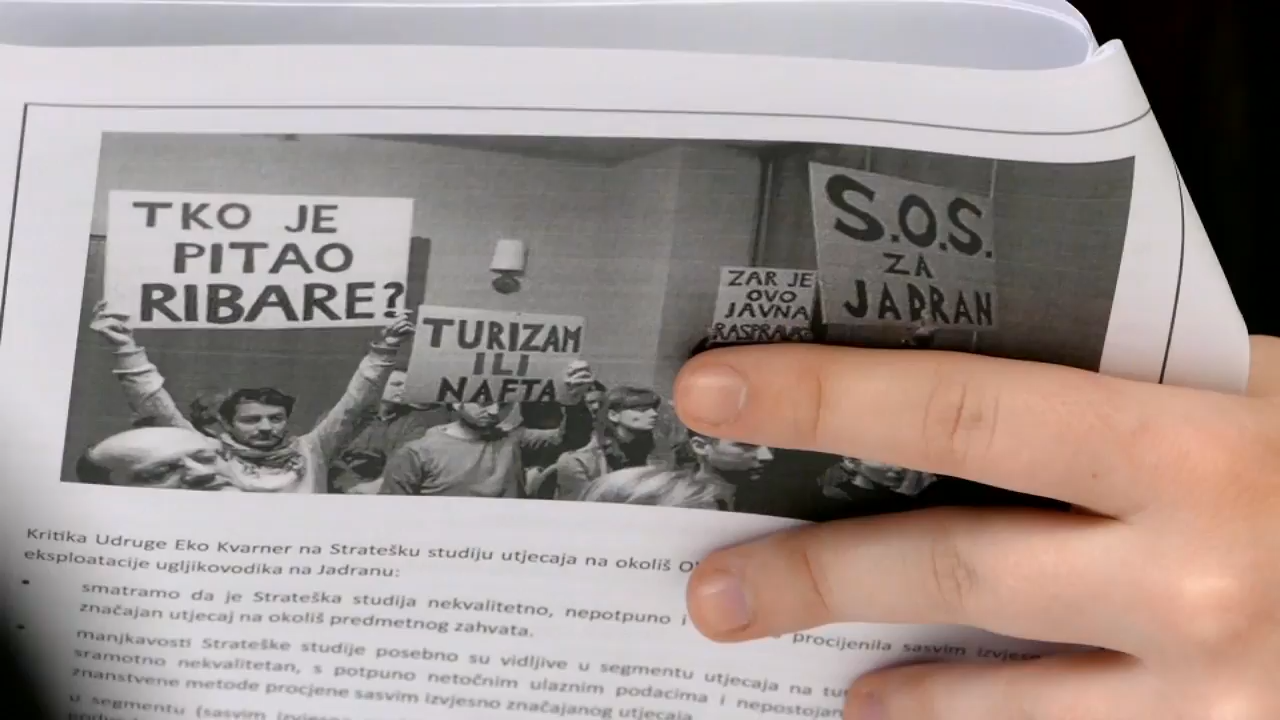 TKO JE
PITAO
RIBARE?
TURIZAM
ILI
NAFTA
ZAR JE
OVO
JAVNA
RASPRAVA?
S.O.S.
ZA
JADRAN
Kritika Udruge Eko Kvarner na Stratešku studiju utjecaja na okoliš
eksploatacije ugljikovodika na Jadranu:
• smatramo da je Strateška studija nekvalitetno, nepotpuno i procijenila sasvim
značajan utjecaj na okoliš predmetnog zahvata.
• manjkavosti Strateške studije posebno su vidljive u segmentu utjecaja na
sramotno nekvalitetan, s potpuno netočnim ulaznim podacima i
znanstvene metode procjene sasvim izvjesno značajanog utjecaja
u segmentu (sasvim